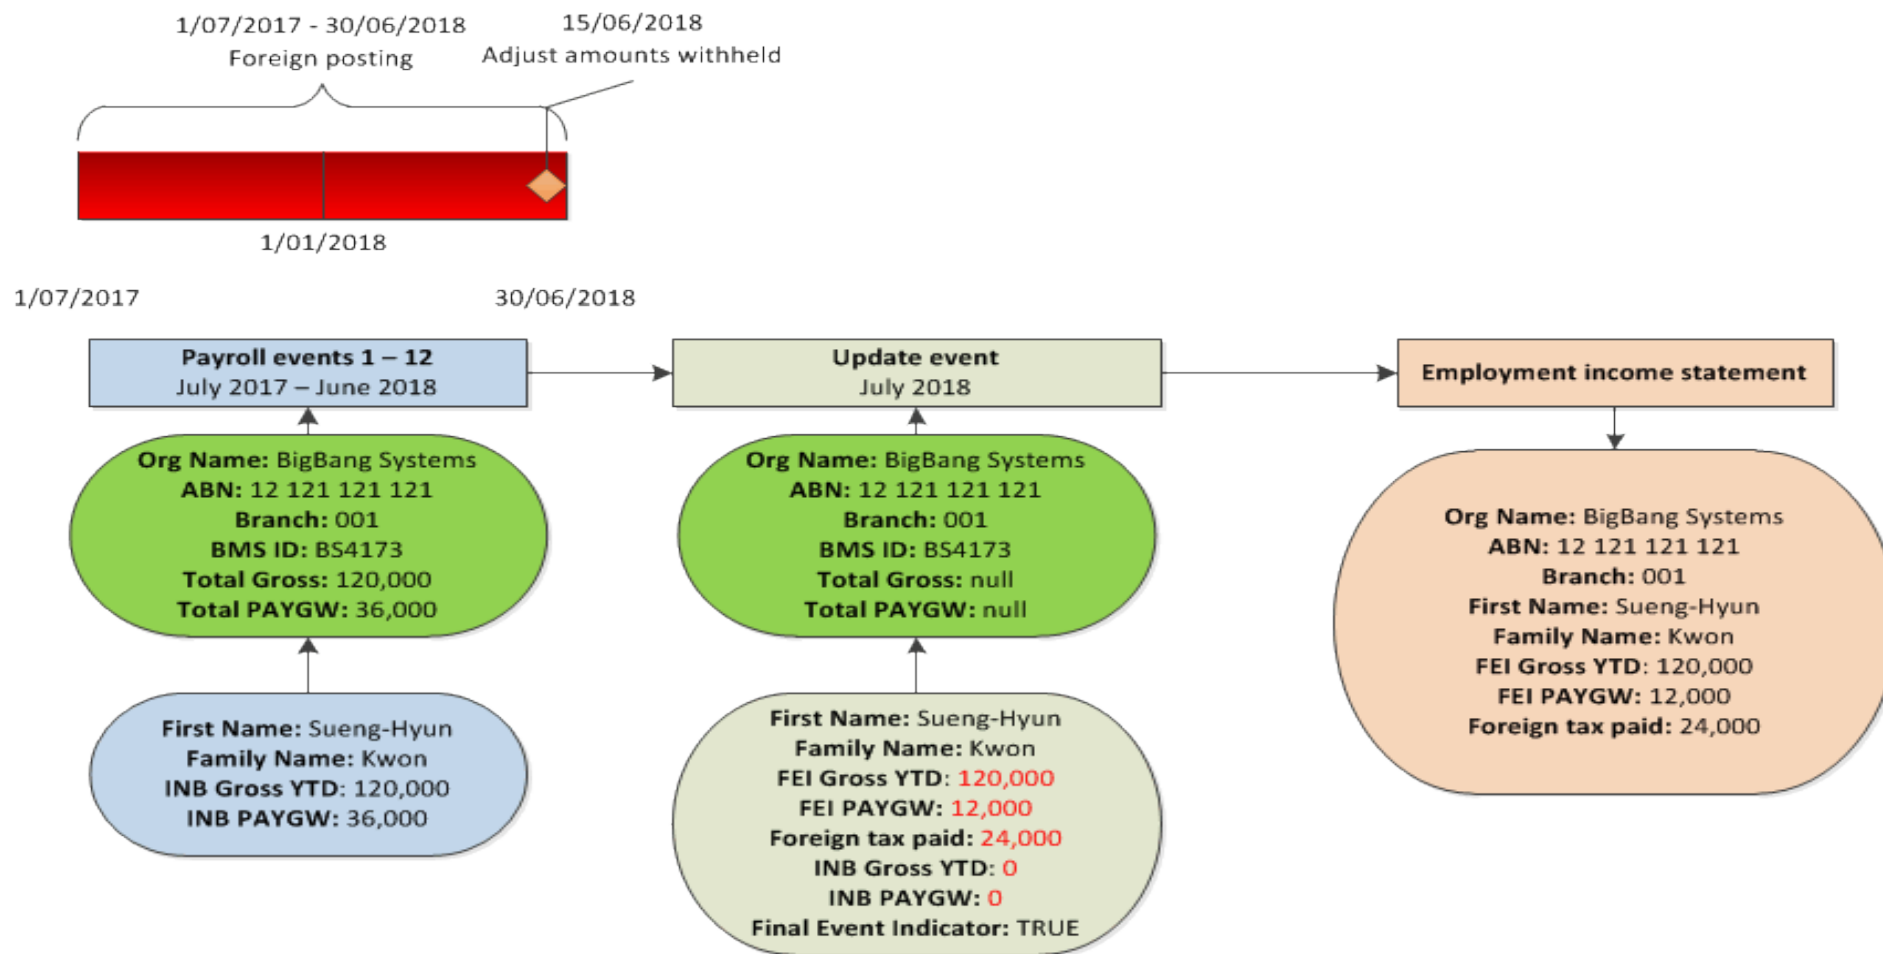 1/07/2017 - 30/06/2018
Foreign posting
15/06/2018
Adjust amounts withheld
1/01/2018
1/07/2017
30/06/2018
Payroll events 1 – 12
July 2017 – June 2018
Org Name: BigBang Systems
ABN: 12 121 121 121
Branch: 001
BMS ID: BS4173
Total Gross: 120,000
Total PAYGW: 36,000
First Name: Sueng-Hyun
Family Name: Kwon
INB Gross YTD: 120,000
INB PAYGW: 36,000
Update event
July 2018
Org Name: BigBang Systems
ABN: 12 121 121 121
Branch: 001
BMS ID: BS4173
Total Gross: null
Total PAYGW: null
First Name: Sueng-Hyun
Family Name: Kwon
FEI Gross YTD: 120,000
FEI PAYGW: 12,000
Foreign tax paid: 24,000
INB Gross YTD: 0
INB PAYGW: 0
Final Event Indicator: TRUE
Employment income statement
Org Name: BigBang Systems
ABN: 12 121 121 121
Branch: 001
First Name: Sueng-Hyun
Family Name: Kwon
FEI Gross YTD: 120,000
FEI PAYGW: 12,000
Foreign tax paid: 24,000